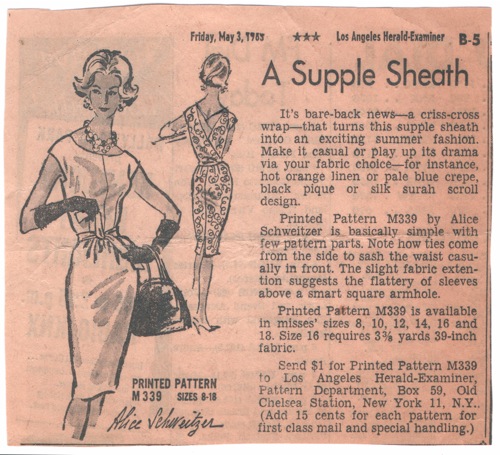 Friday, May 3, 1963 ★★★ Los Angeles Herald-Examiner B-5
A Supple Sheath
It's bare-back news—a criss-cross
wrap—that turns this supple sheath
into an exciting summer fashion.
Make it casual or play up its drama
via your fabric choice—for instance,
hot orange linen or pale blue crepe,
black pique or silk surah scroll
design.
Printed Pattern M339 by Alice
Schweitzer is basically simple with
few pattern parts. Note how ties come
from the side to sash the waist casu-
ally in front. The slight fabric exten-
tion suggests the flattery of sleeves
above a smart square armhole.
Printed Pattern M339 is available
in misses' sizes 8, 10, 12, 14, 16 and
18. Size 16 requires 3⅜ yards 39-inch
fabric.
Send $1 for Printed Pattern M339
to Los Angeles Herald-Examiner,
Pattern Department, Box 59, Old
Chelsea Station, New York 11, N.Y.
(Add 15 cents for each pattern for
first class mail and special handling.)
PRINTED PATTERN
M339 SIZES 8-18
Alice Schweitzer